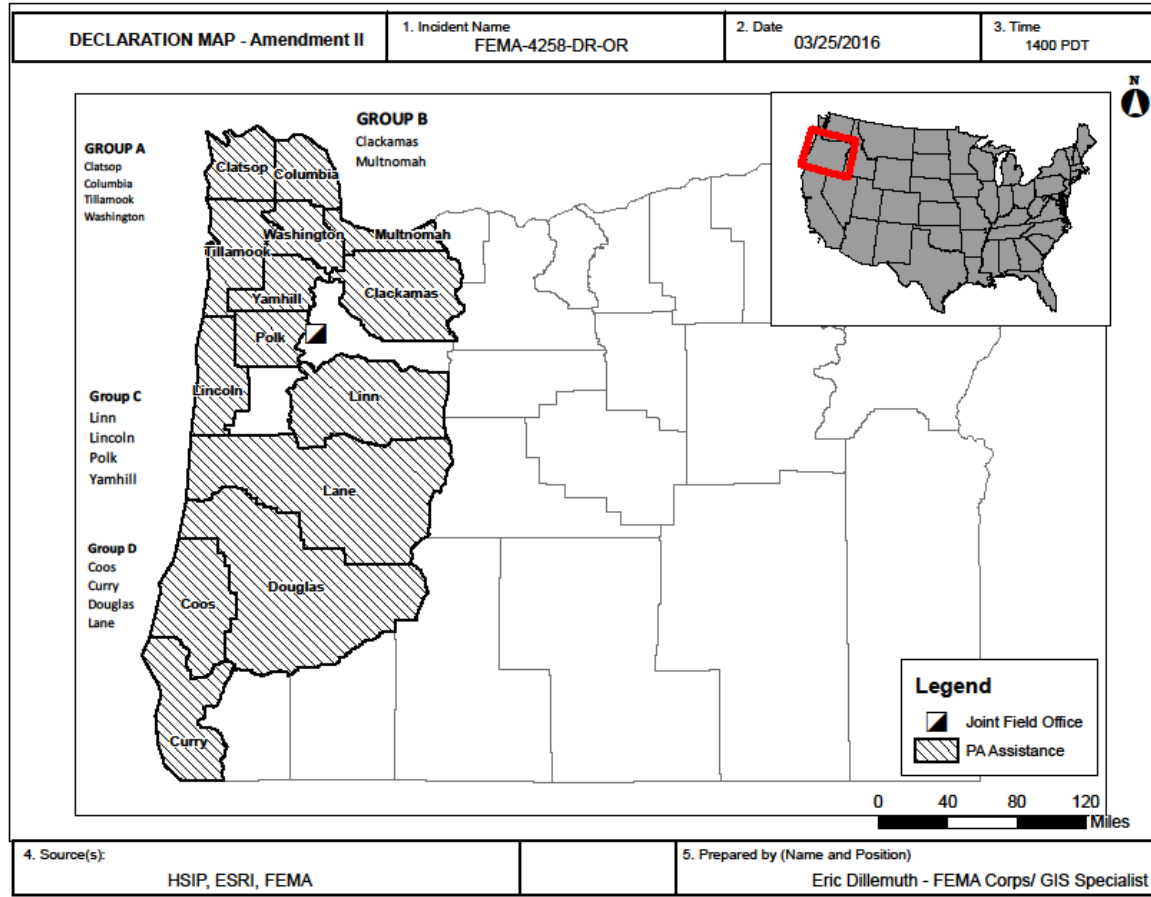 DECLARATION MAP - Amendment II
1. Incident Name
FEMA-4258-DR-OR
2. Date
03/25/2016
3. Time
1400 PDT
N
GROUP A
Clatsop
Columbia
Tillamook
Washington
GROUP B
Clackamas
Multnomah
Clatsop
Columbia
Washington
Multnomah
Tillamook
Yamhill
Clackamas
Polk
Lincoln
Linn
Lane
Douglas
Coos
Curry
Group C
Linn
Lincoln
Polk
Yamhill
Group D
Coos
Curry
Douglas
Lane
Legend
Joint Field Office
PA Assistance
0 40 80 120
Miles
4. Source(s):
HSIP, ESRI, FEMA
5. Prepared by (Name and Position)
Eric Dillemuth - FEMA Corps/ GIS Specialist